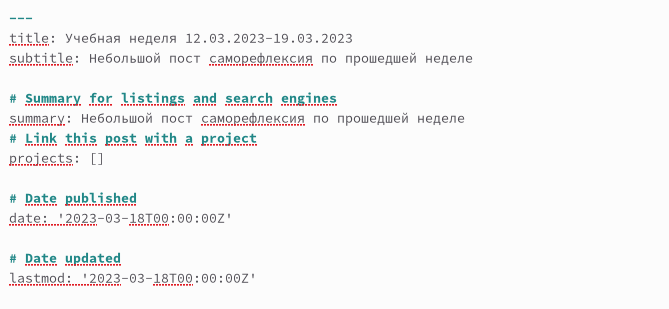 ---
title: Учебная неделя 12.03.2023-19.03.2023
subtitle: Небольшой пост саморефлексия по прошедшей неделе
# Summary for listings and search engines
summary: Небольшой пост саморефлексия по прошедшей неделе
# Link this post with a project
projects: []
# Date published
date: '2023-03-18T00:00:00Z'
# Date updated
lastmod: '2023-03-18T00:00:00Z'